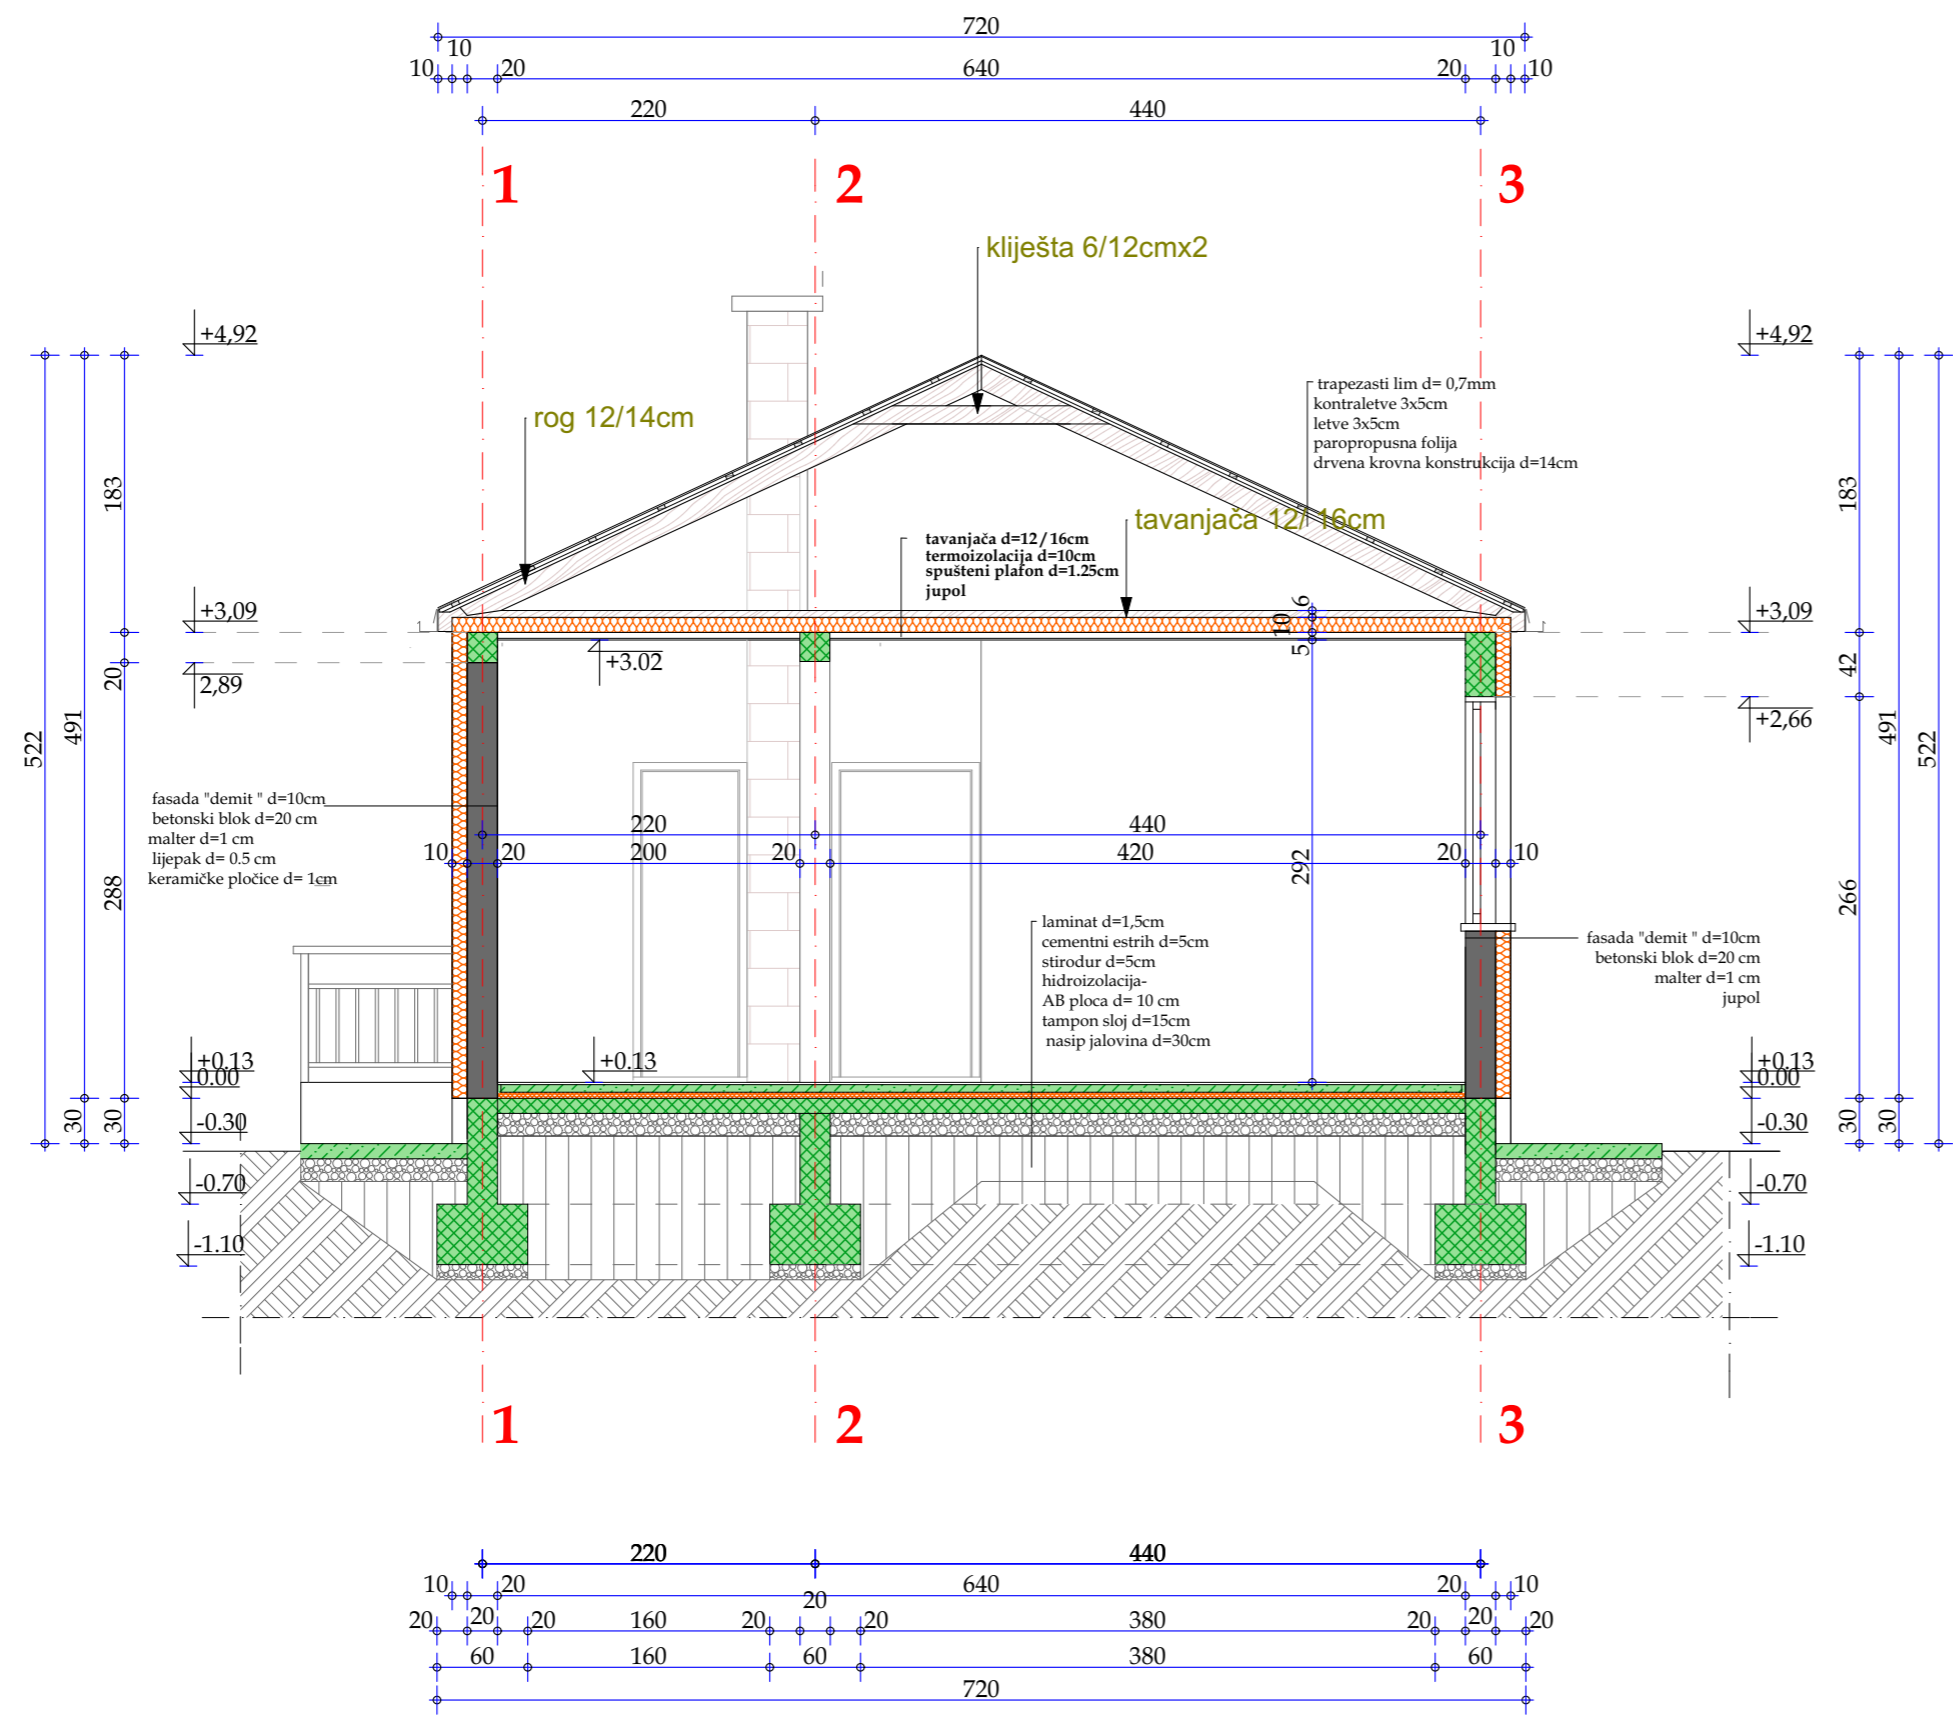 720
10
10
10 20 640 20 10
220 440
1 2 3
kliješta 6/12cmx2
+4,92 +4,92
rog 12/14cm
trapezasti lim d= 0,7mm
kontraletve 3x5cm
letve 3x5cm
paropropusna folija
drvena krovna konstrukcija d=14cm
183 183
tavanjača 12/ 16cm
tavanjača d=12/16cm
termoizolacija d=10cm
spušteni plafon d=1.25cm
jupol
6
10
5
+3,09 +3,09
+3.02
20 42
2,89
+2,66
522 491 491 522
fasada "demit " d=10cm
betonski blok d=20 cm
malter d=1 cm
lijepak d= 0.5 cm
keramičke pločice d= 1cm
220 440
10 20 200 20 420 20 10
292
288 266
laminat d=1,5cm
cementni estrih d=5cm
stirodur d=5cm
hidroizolacija-
AB ploca d= 10 cm
tampon sloj d=15cm
nasip jalovina d=30cm
fasada "demit " d=10cm
betonski blok d=20 cm
malter d=1 cm
jupol
+0.13 +0.13 +0.13
0.00 0.00
30 30 -0.30 -0.30 30 30
-0.70 -0.70
-1.10 -1.10
1 2 3
220 440
10 20 640 20 10
20 20 20 160 20 20 20 380 20 20 20
60 160 60 380 60
720